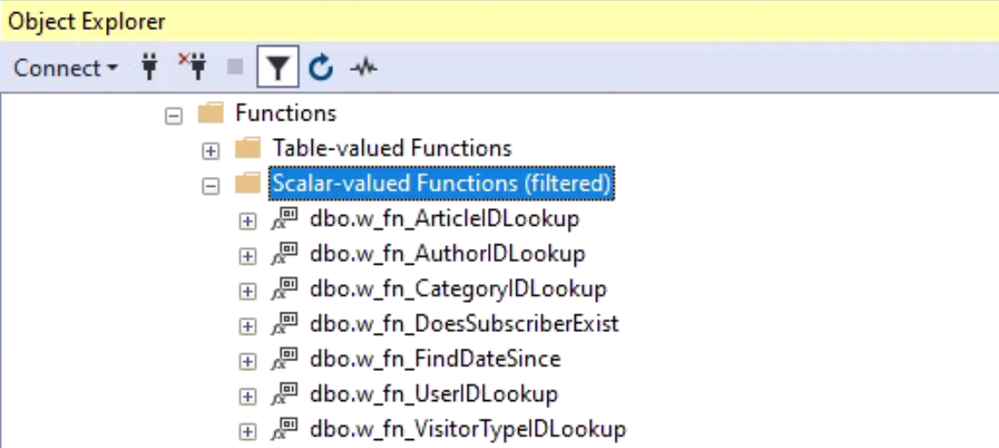 Object Explorer
Connect
Functions
Table-valued Functions
Scalar-valued Functions (filtered)
dbo.w_fn_ArticleIDLookup
dbo.w_fn_AuthorIDLookup
dbo.w_fn_CategoryIDLookup
dbo.w_fn_DoesSubscriberExist
dbo.w_fn_FindDateSince
dbo.w_fn_UserIDLookup
dbo.w_fn_VisitorTypeIDLookup